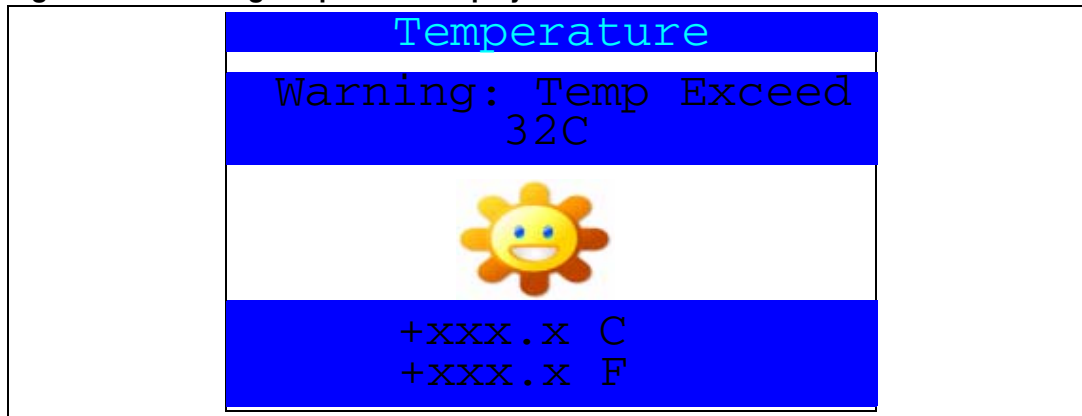 Temperature
Warning: Temp Exceed
32C
+xxx.x C
+xxx.x F